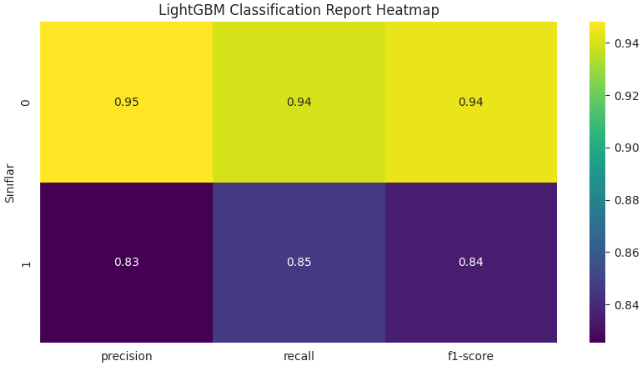 LightGBM Classification Report Heatmap
0.95 0.94 0.94
0.83 0.85 0.84
0
1
Sınıflar
precision recall f1-score
0.94
0.92
0.90
0.88
0.86
0.84